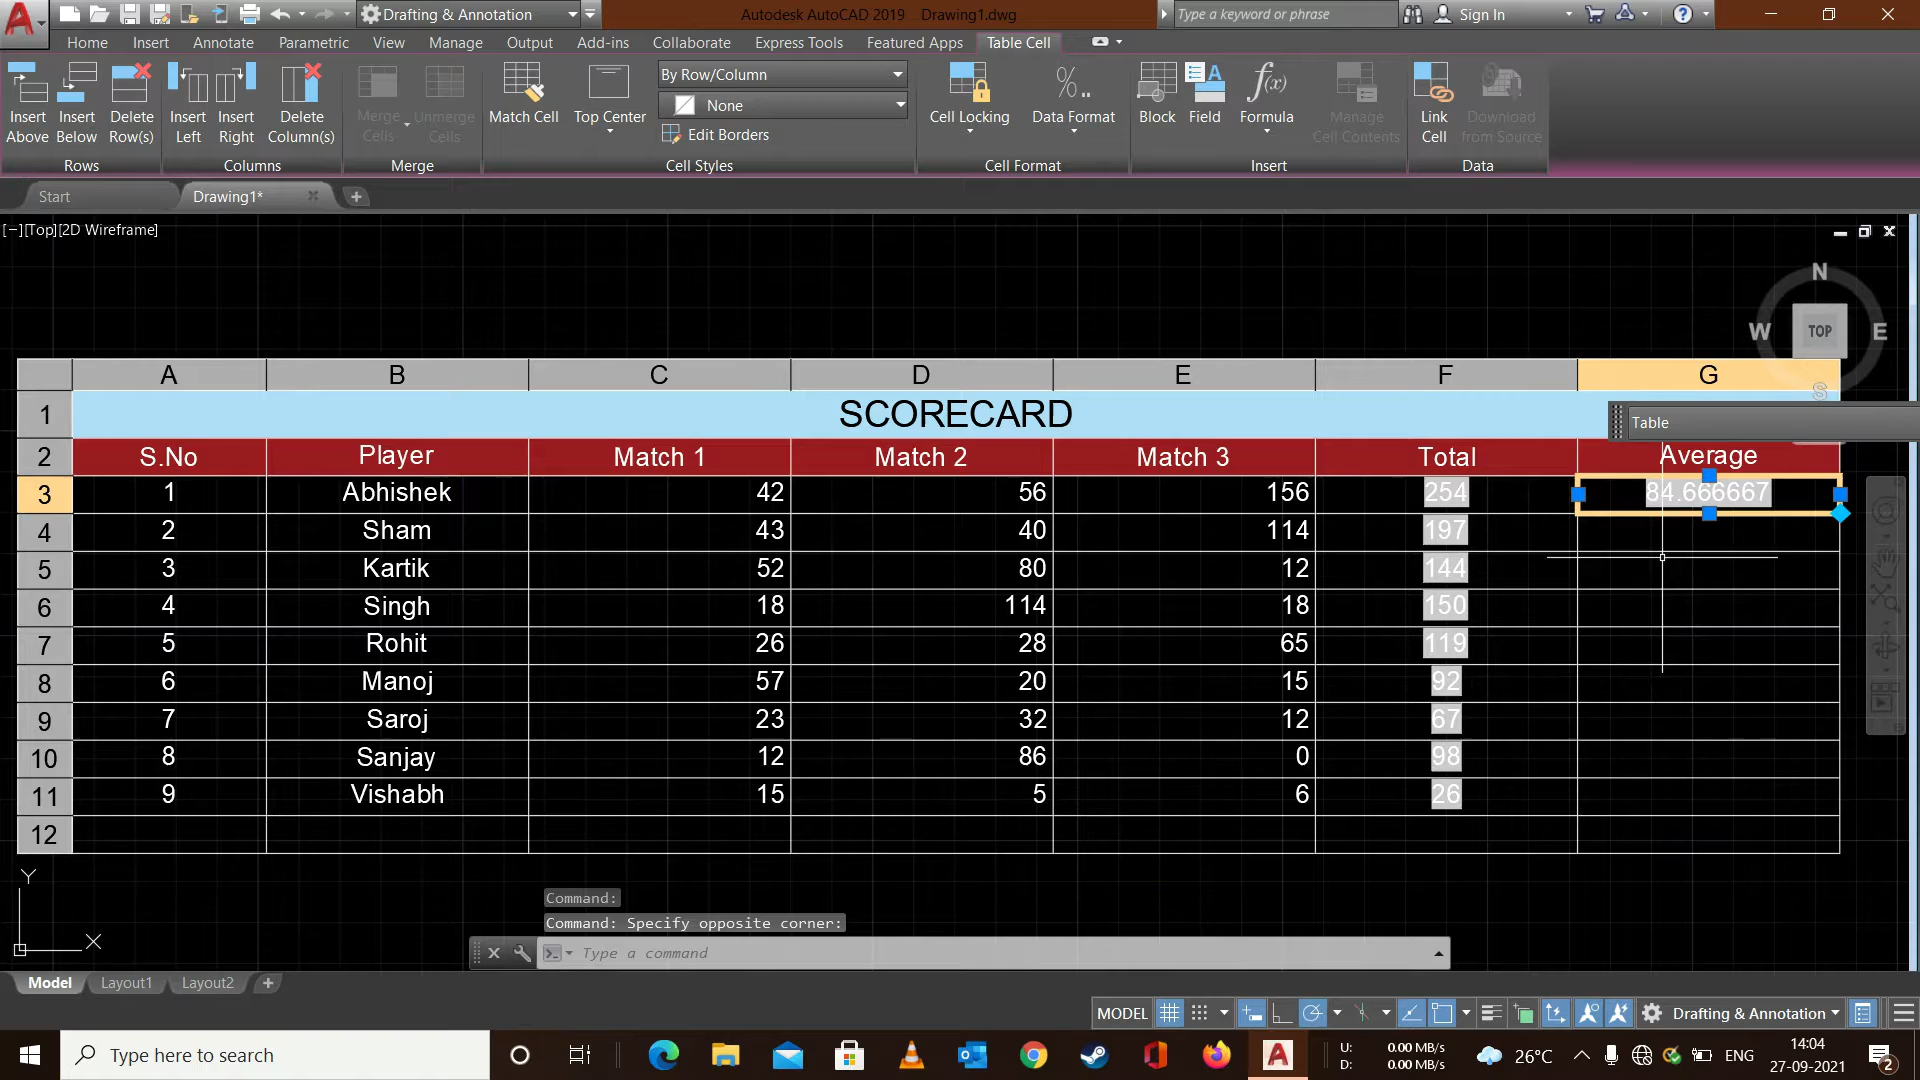 Drafting & Annotation
Autodesk AutoCAD 2019 Drawing1.dwg
Type a keyword or phrase
Sign In
Home Insert Annotate Parametric View Manage Output Add-ins Collaborate Express Tools Featured Apps Table Cell
Insert Above
Insert Below
Delete Row(s)
Rows
Insert Left
Insert Right
Delete Column(s)
Columns
Merge Cells
Unmerge Cells
Merge
Match Cell
Top Center
By Row/Column
None
Edit Borders
Cell Styles
Cell Locking
Data Format
Cell Format
Block
Field
Formula
Manage Cell Contents
Insert
Link Cell
Download from Source
Data
Start
Drawing1*
[−][Top][2D Wireframe]
N
W TOP E
S
A B C D E F G
1 SCORECARD
Table
2 S.No Player Match 1 Match 2 Match 3 Total Average
3 1 Abhishek 42 56 156 254 84.666667
4 2 Sham 43 40 114 197
5 3 Kartik 52 80 12 144
6 4 Singh 18 114 18 150
7 5 Rohit 26 28 65 119
8 6 Manoj 57 20 15 92
9 7 Saroj 23 32 12 67
10 8 Sanjay 12 86 0 98
11 9 Vishabh 15 5 6 26
12
Y
X
Command:
Command: Specify opposite corner:
Type a command
Model Layout1 Layout2
MODEL
Drafting & Annotation
Type here to search
U: 0.00 MB/s
D: 0.00 MB/s
26°C
ENG
14:04
27-09-2021
2